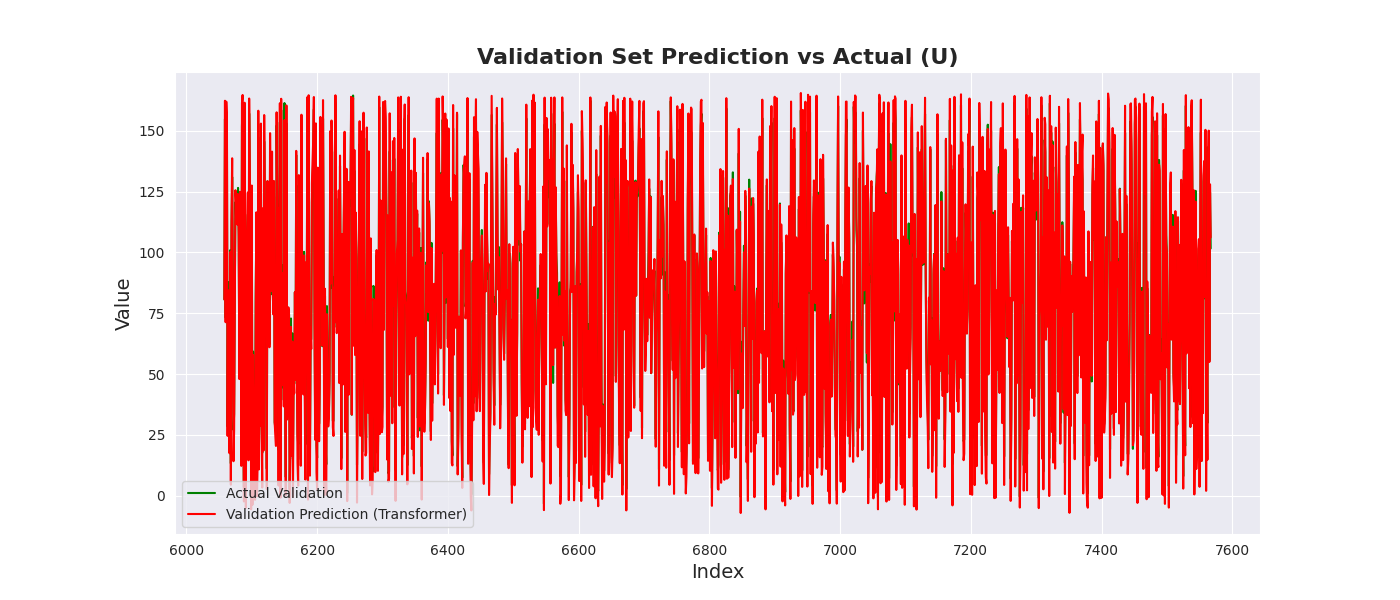 Validation Set Prediction vs Actual (U)
Value
150
125
100
75
50
25
0
Actual Validation
Validation Prediction (Transformer)
6000 6200 6400 6600 6800 7000 7200 7400 7600
Index